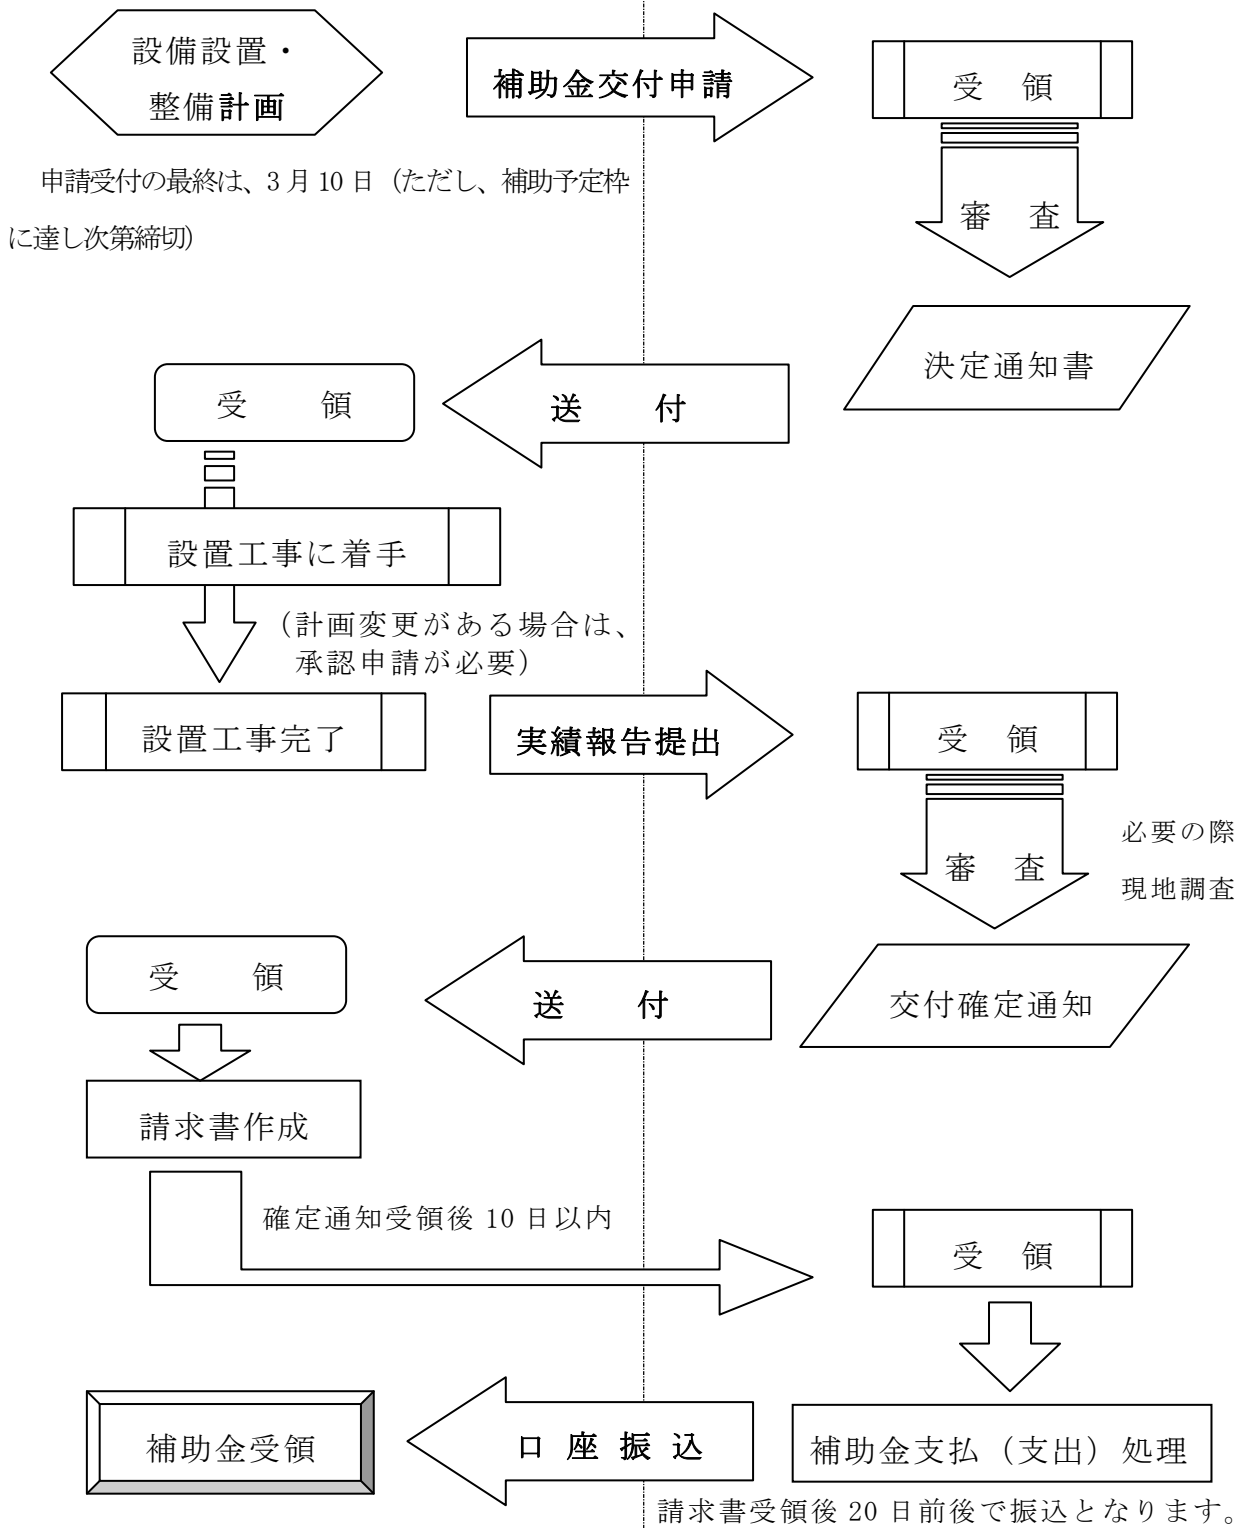 設備設置・
整備計画
補助金交付申請
受　領
申請受付の最終は、3月10日（ただし、補助予定枠
に達し次第締切）
審　査
決定通知書
送　　付
受　　領
設置工事に着手
（計画変更がある場合は、
承認申請が必要）
設置工事完了
実績報告提出
受　領
審　査
必要の際
現地調査
交付確定通知
送　　付
受　　領
請求書作成
確定通知受領後10日以内
受　領
補助金支払（支出）処理
口座振込
補助金受領
請求書受領後20日前後で振込となります。